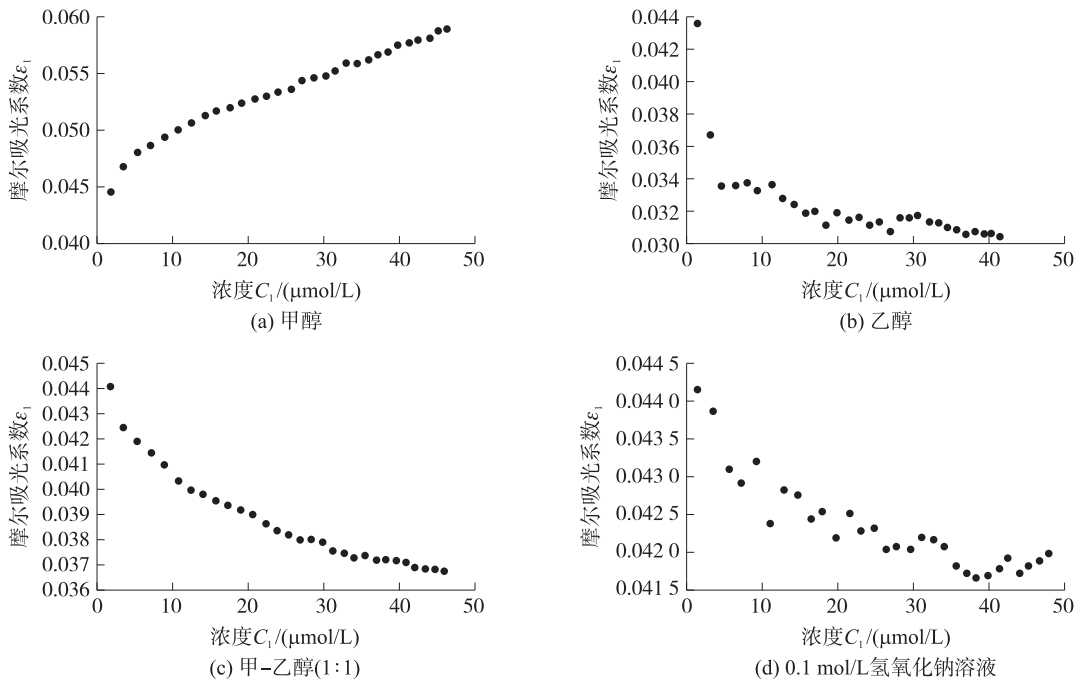 0.060
0.055
0.050
0.045
0.040
摩尔吸光系数ε₁
0 10 20 30 40 50
浓度C₁/(μmol/L)
(a) 甲醇
0.044
0.042
0.040
0.038
0.036
0.034
0.032
0.030
摩尔吸光系数ε₁
0 10 20 30 40 50
浓度C₁/(μmol/L)
(b) 乙醇
0.045
0.044
0.043
0.042
0.041
0.040
0.039
0.038
0.037
0.036
摩尔吸光系数ε₁
0 10 20 30 40 50
浓度C₁/(μmol/L)
(c) 甲-乙醇(1∶1)
0.044 5
0.044 0
0.043 5
0.043 0
0.042 5
0.042 0
0.041 5
摩尔吸光系数ε₁
0 10 20 30 40 50
浓度C₁/(μmol/L)
(d) 0.1 mol/L氢氧化钠溶液